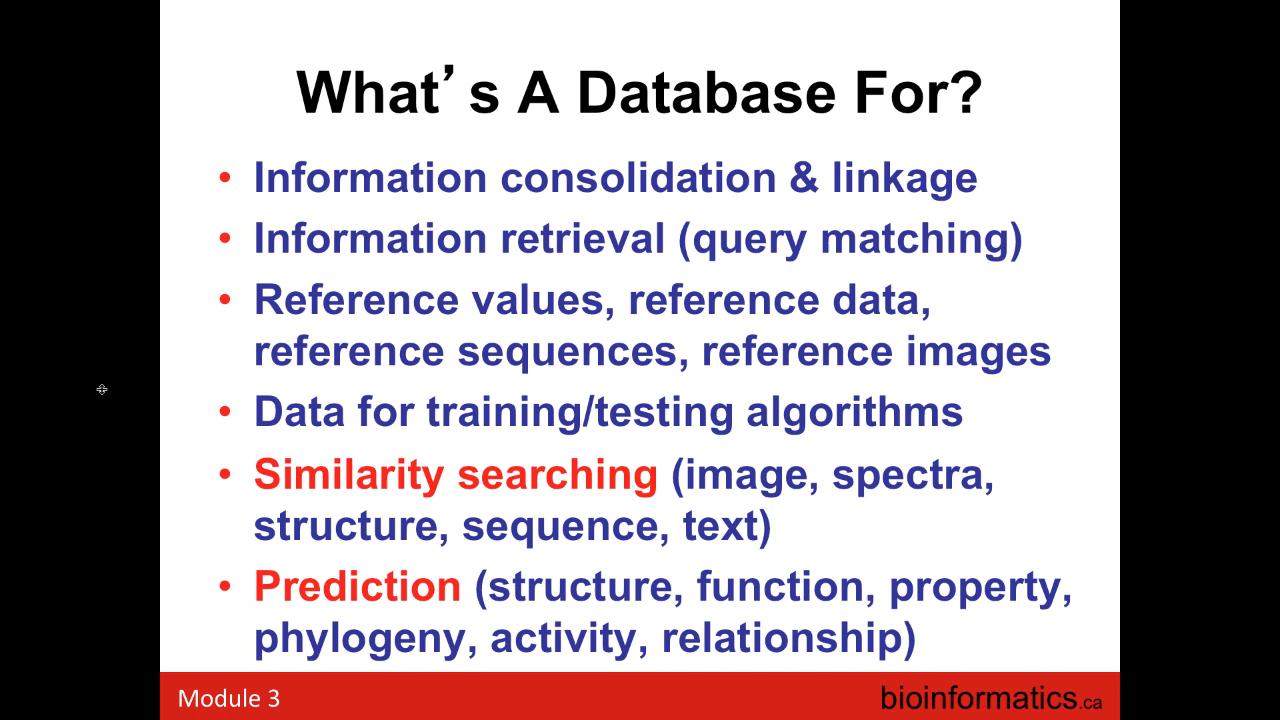 What’s A Database For?
• Information consolidation & linkage
• Information retrieval (query matching)
• Reference values, reference data,
reference sequences, reference images
• Data for training/testing algorithms
• Similarity searching (image, spectra,
structure, sequence, text)
• Prediction (structure, function, property,
phylogeny, activity, relationship)
Module 3
bioinformatics.ca